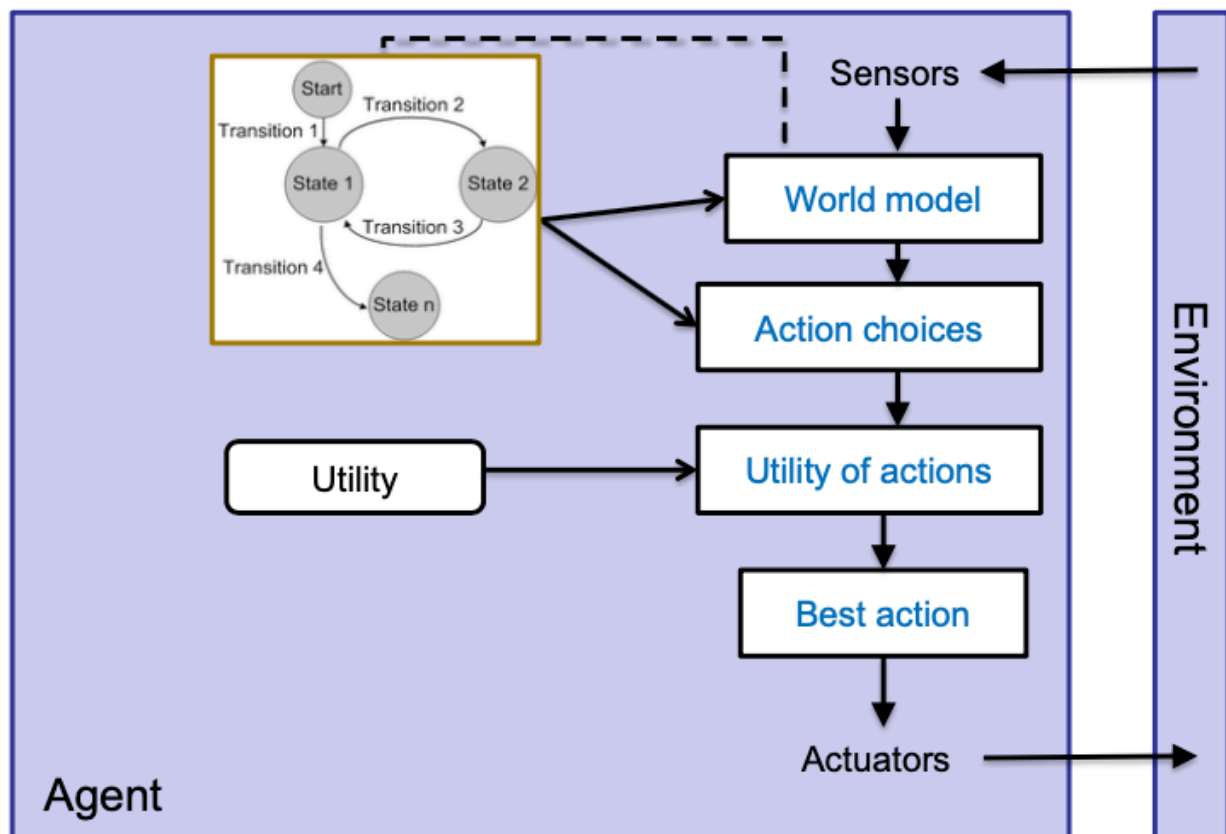 Start
Transition 1
Transition 2
State 1
State 2
Transition 3
Transition 4
State n
Sensors
World model
Action choices
Utility
Utility of actions
Best action
Actuators
Agent
Environment